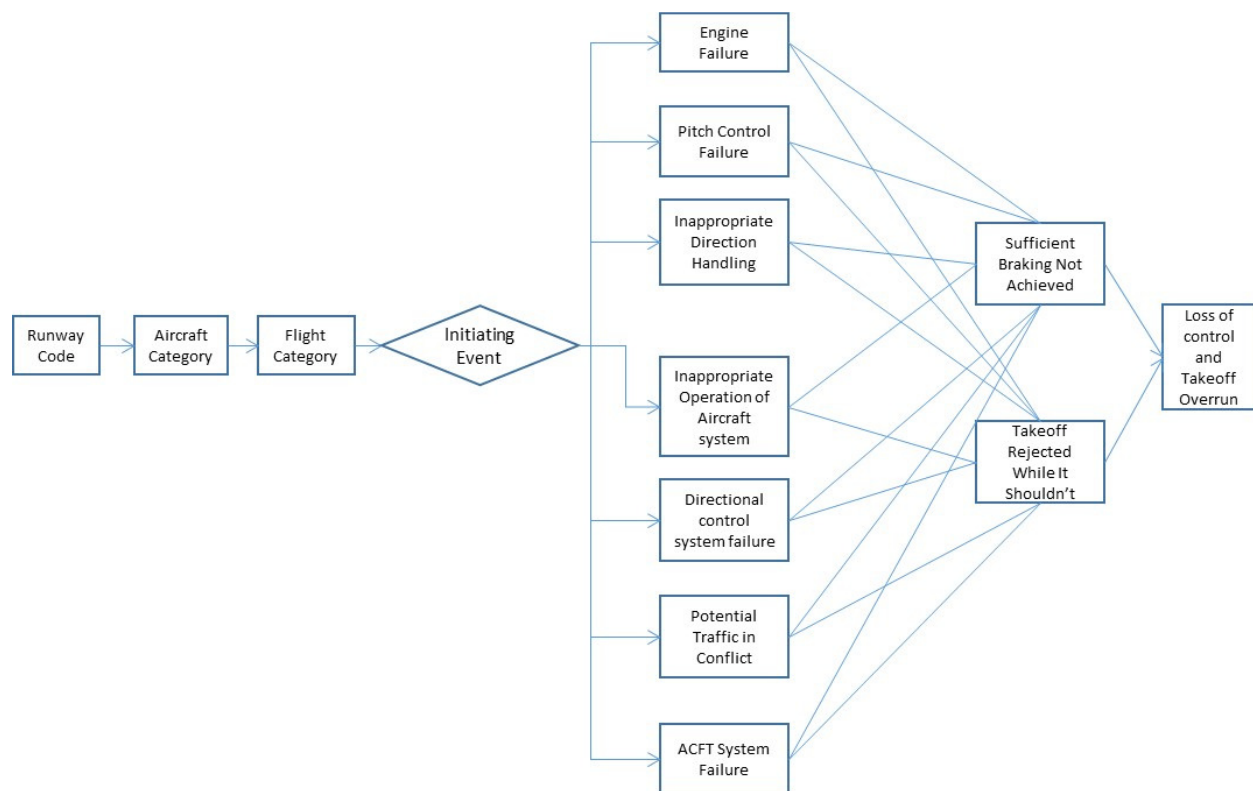 Runway
Code
Aircraft
Category
Flight
Category
Initiating
Event
Engine
Failure
Pitch Control
Failure
Inappropriate
Direction
Handling
Inappropriate
Operation of
Aircraft
system
Directional
control
system failure
Potential
Traffic in
Conflict
ACFT System
Failure
Sufficient
Braking Not
Achieved
Takeoff
Rejected
While It
Shouldn’t
Loss of
control
and
Takeoff
Overrun